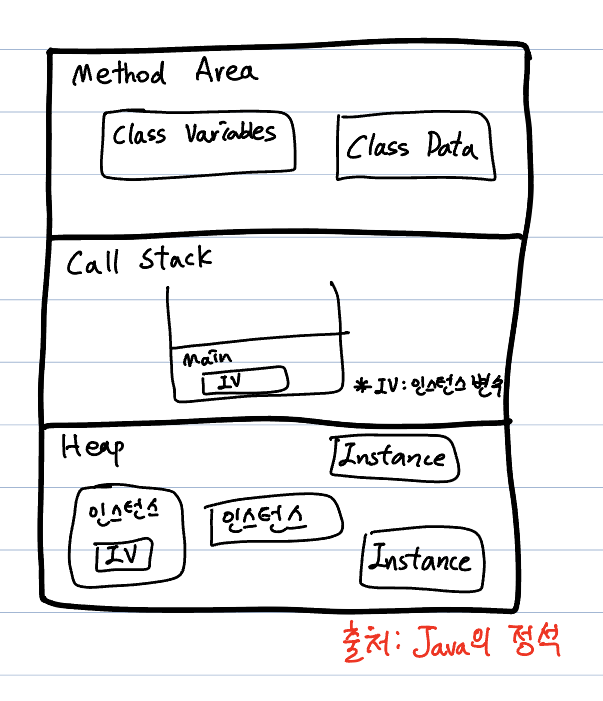 Method Area
Class Variables
Class Data
Call Stack
Main
IV
*IV:인스턴스 변수
Heap
Instance
인스턴스
IV
인스턴스
Instance
출처: Java의 정석